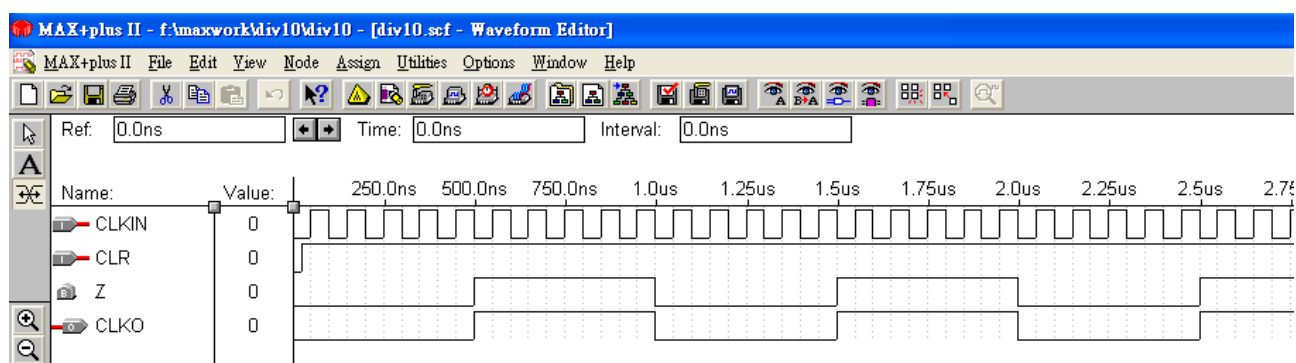 MAX+plus II - f:\maxwork\div10\div10 - [div10.scf - Waveform Editor]
MAX+plus II File Edit View Node Assign Utilities Options Window Help
Ref: 0.0ns Time: 0.0ns Interval: 0.0ns
Name: Value: 250.0ns 500.0ns 750.0ns 1.0us 1.25us 1.5us 1.75us 2.0us 2.25us 2.5us 2.75
CLKIN 0
CLR 0
Z 0
CLKO 0